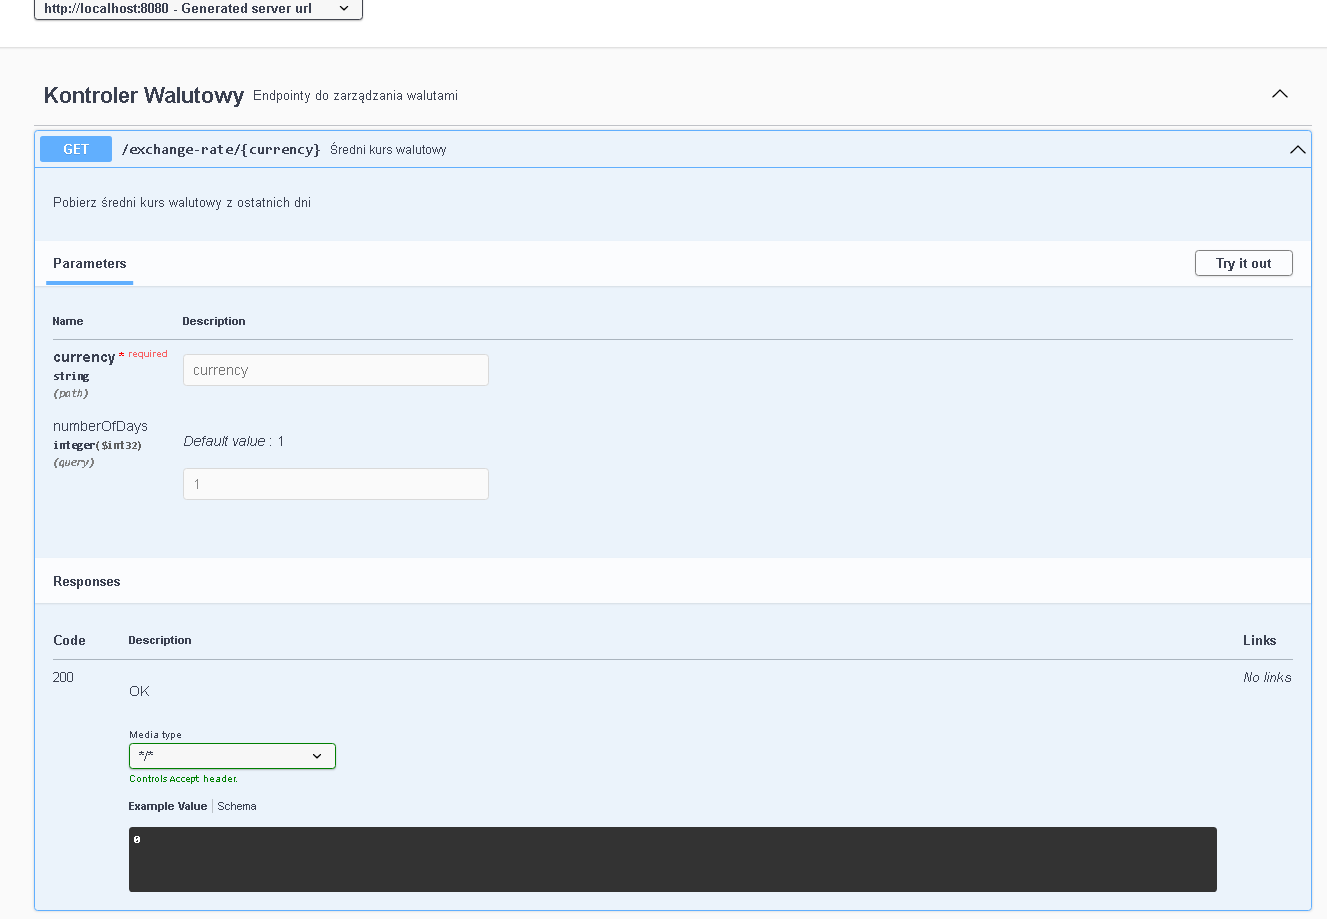 http://localhost:8080 - Generated server url
Kontroler Walutowy Endpointy do zarządzania walutami
GET /exchange-rate/{currency} Średni kurs walutowy
Pobierz średni kurs walutowy z ostatnich dni
Parameters Try it out
Name Description
currency * required
string
(path)
currency
numberOfDays
integer($int32)
(query)
Default value : 1
1
Responses
Code Description Links
200 OK No links
Media type
*/*
Controls Accept header.
Example Value Schema
0